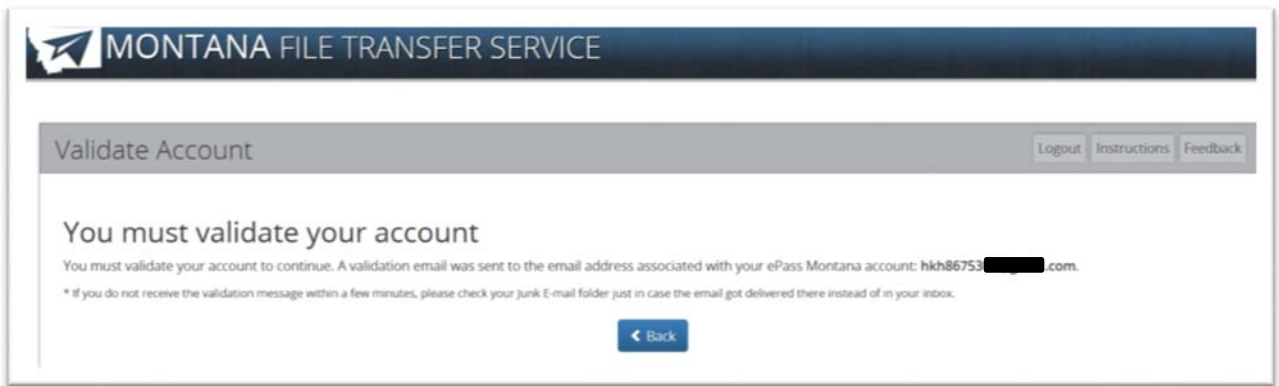 MONTANA FILE TRANSFER SERVICE
Validate Account
Logout Instructions Feedback
You must validate your account
You must validate your account to continue. A validation email was sent to the email address associated with your ePass Montana account: hkh86753 .com.
* If you do not receive the validation message within a few minutes, please check your Junk E-mail folder just in case the email got delivered there instead of in your inbox.
Back